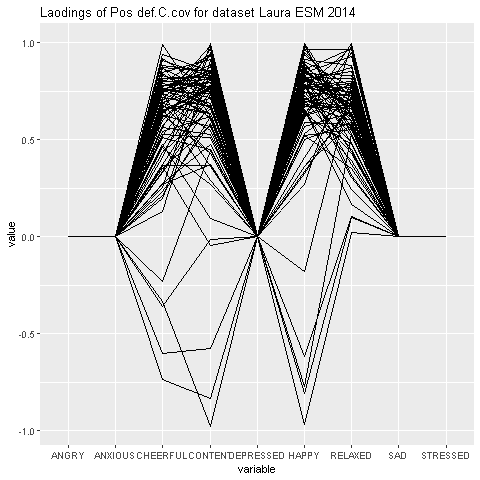 Laodings of Pos def.C.cov for dataset Laura ESM 2014
1.0
0.5
0.0
-0.5
-1.0
value
ANGRY ANXIOUS CHEERFUL CONTENT DEPRESSED HAPPY RELAXED SAD STRESSED
variable